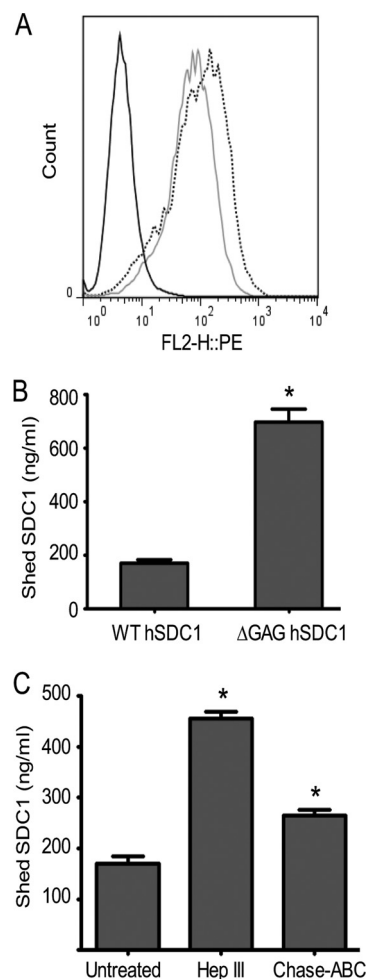 A
Count
0
10⁰ 10¹ 10² 10³ 10⁴
FL2-H::PE
B
Shed SDC1 (ng/ml)
800
600
400
200
0
*
WT hSDC1 ΔGAG hSDC1
C
Shed SDC1 (ng/ml)
500
400
300
200
100
*
*
Untreated Hep III Chase-ABC